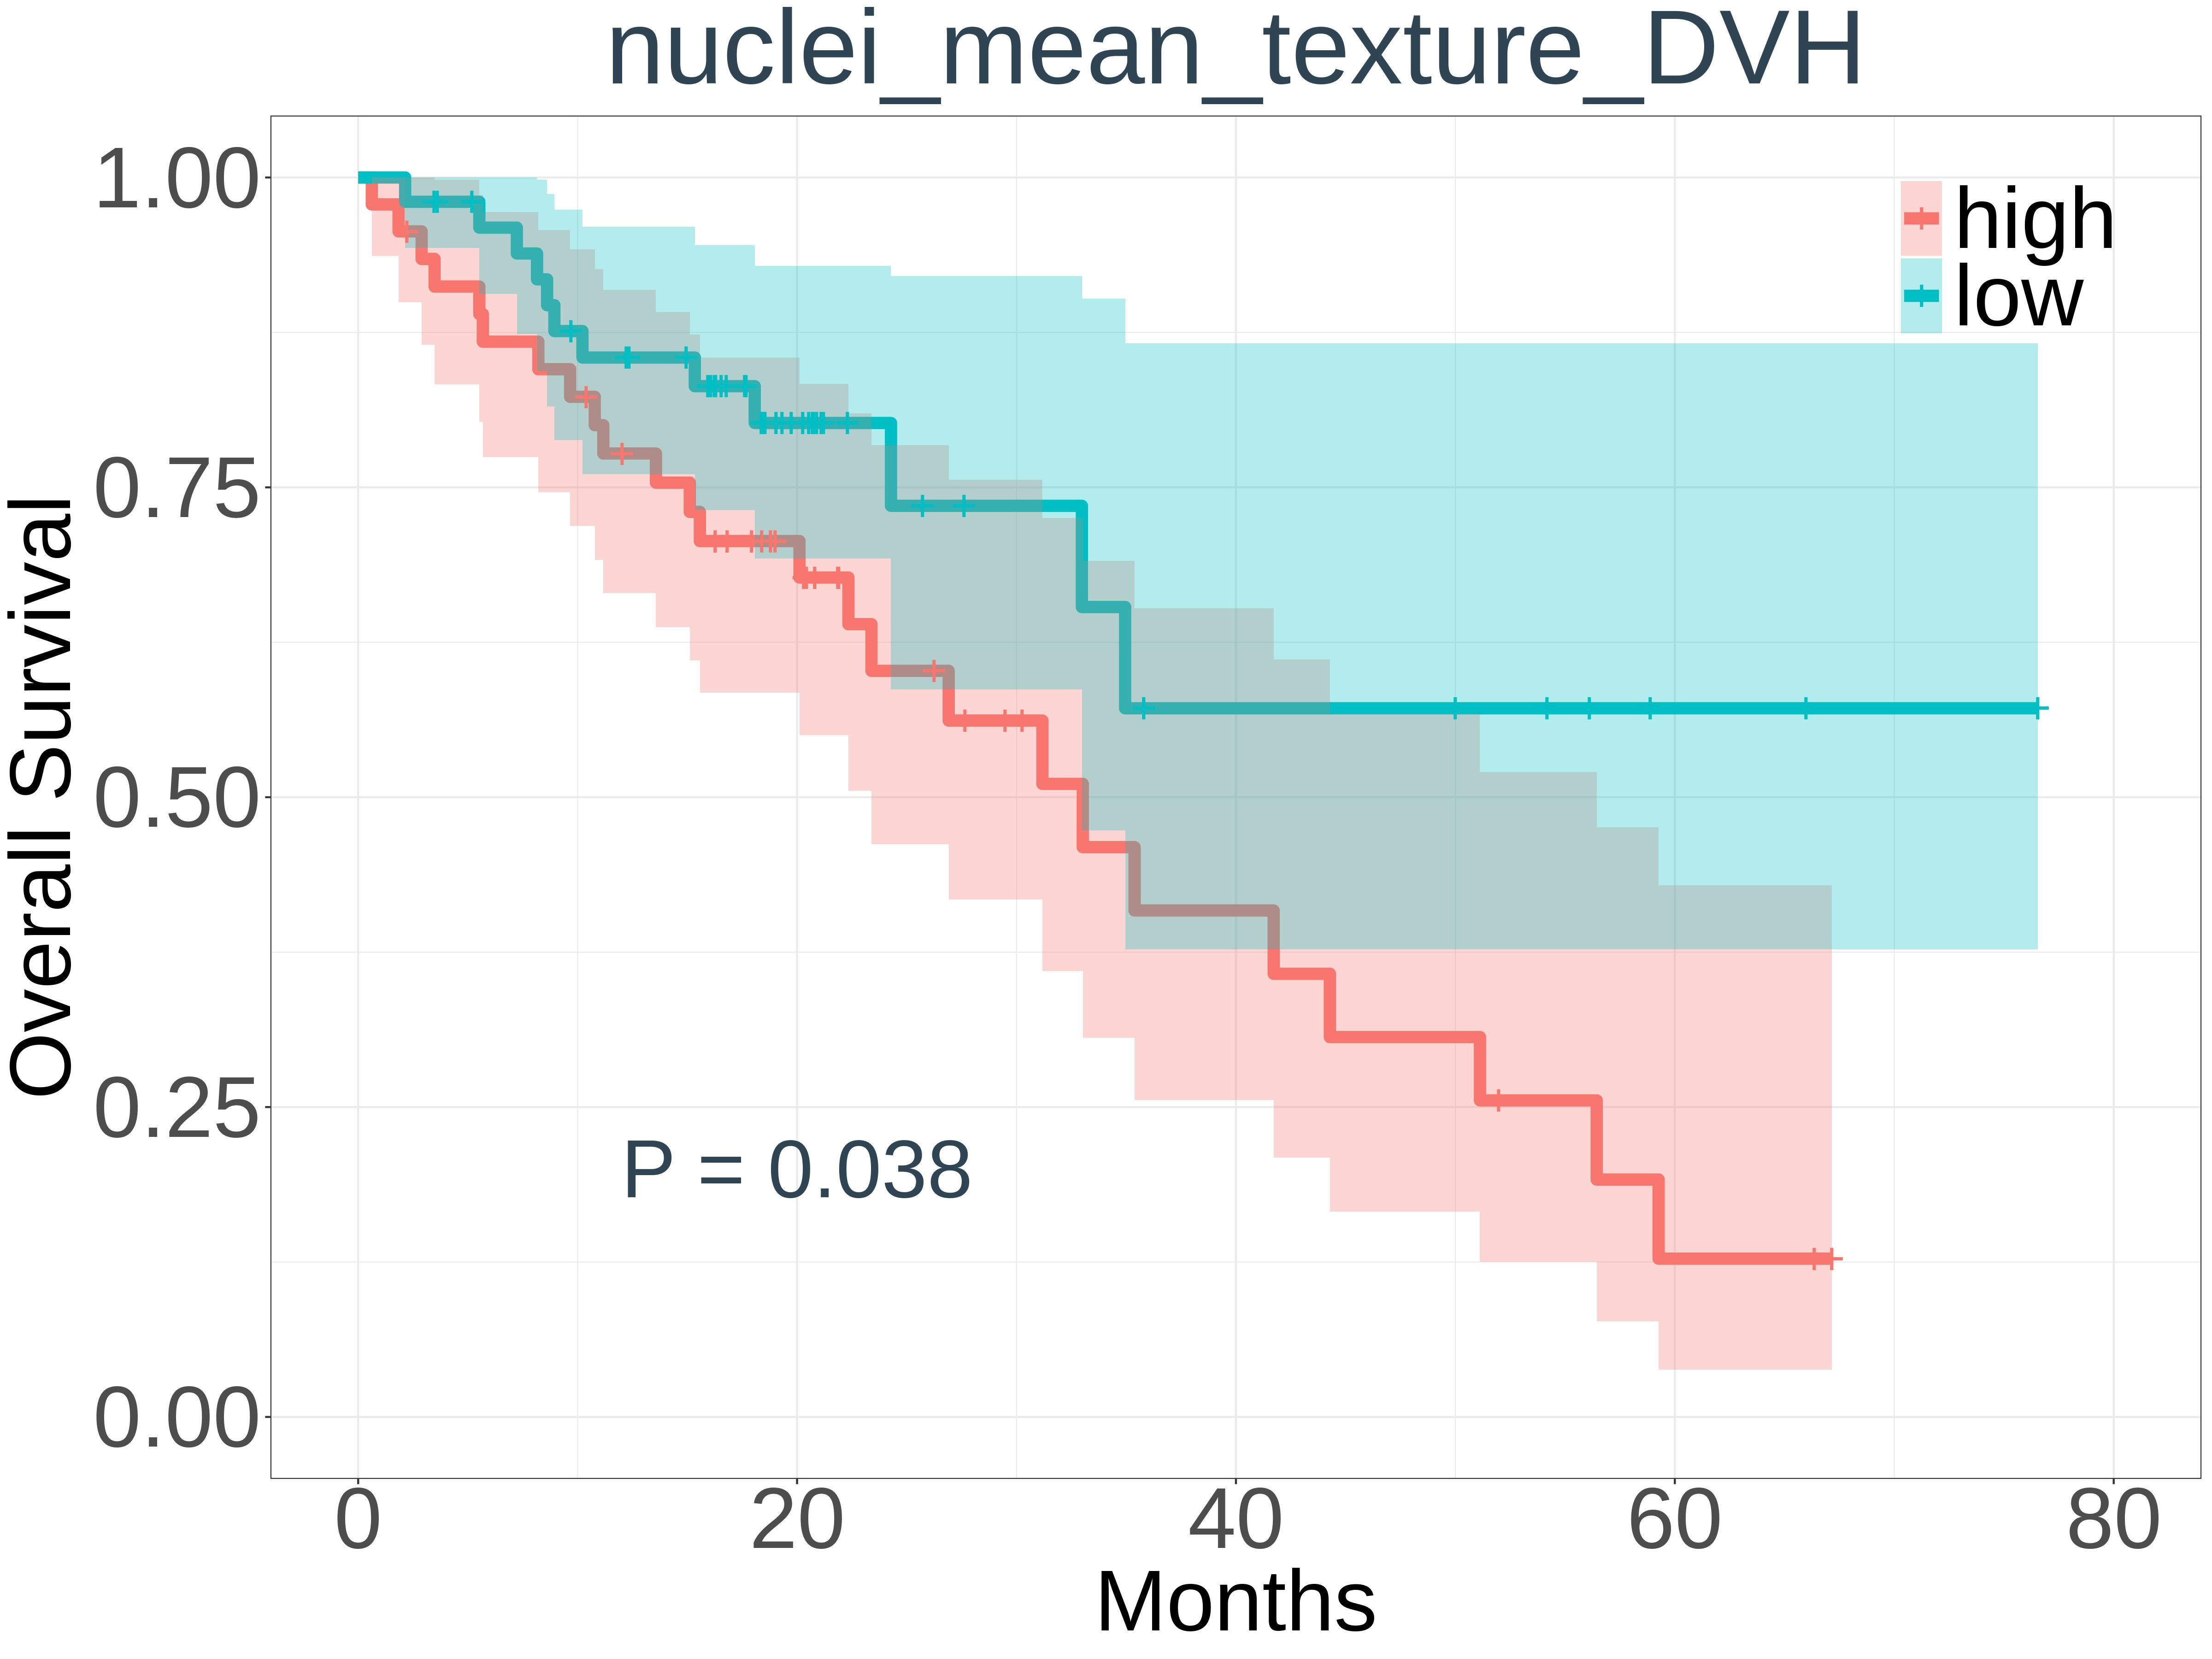 nuclei_mean_texture_DVH
high
low
Overall Survival
1.00
0.75
0.50
0.25
0.00
P = 0.038
0 20 40 60 80
Months